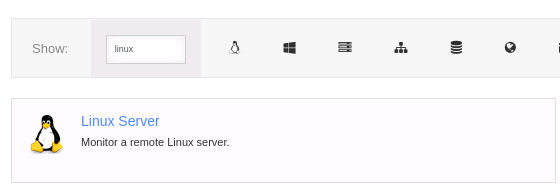 Show:
linux
Linux Server
Monitor a remote Linux server.